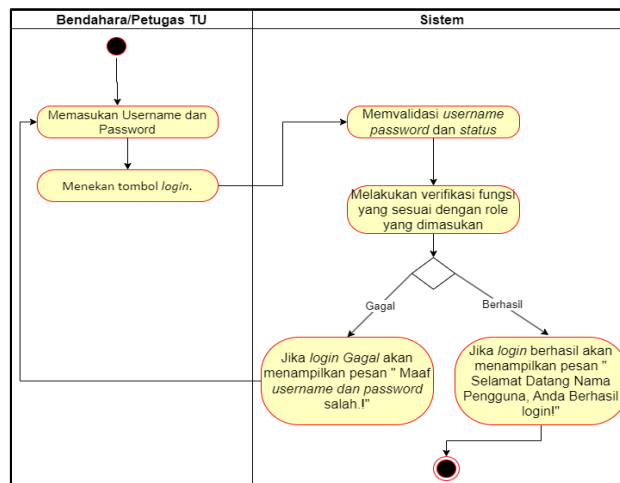 Bendahara/Petugas TU
Sistem
Memasukan Username dan
Password
Menekan tombol login.
Memvalidasi username
password dan status
Melakukan verifikasi fungsi
yang sesuai dengan role
yang dimasukan
Gagal
Berhasil
Jika login Gagal akan
menampilkan pesan " Maaf
username dan password
salah.!"
Jika login berhasil akan
menampilkan pesan "
Selamat Datang Nama
Pengguna, Anda Berhasil
login!"